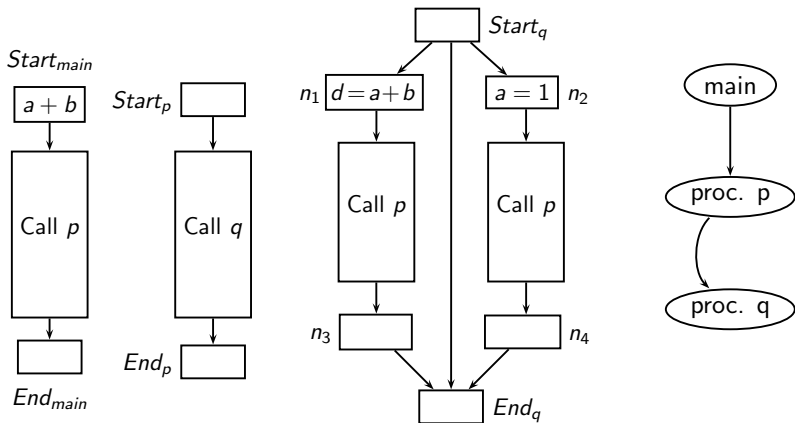 Start_main
a + b
Call p
End_main
Start_p
Call q
End_p
Start_q
n_1
d = a + b
Call p
n_3
a = 1
n_2
Call p
n_4
End_q
main
proc. p
proc. q